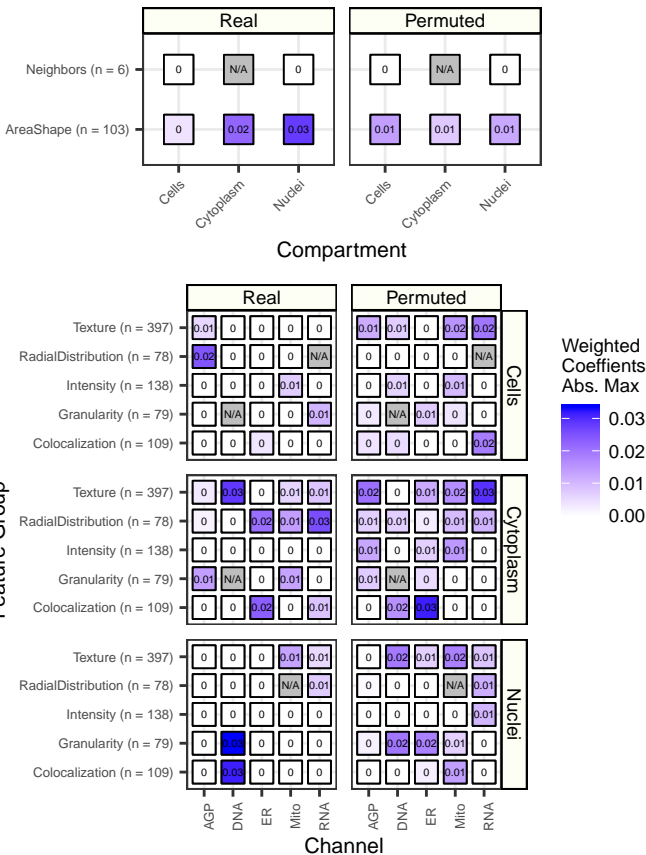 Real Permuted
Neighbors (n = 6) 0 N/A 0 0 N/A 0
AreaShape (n = 103) 0 0.02 0.03 0.01 0.01 0.01
Cells Cytoplasm Nuclei Cells Cytoplasm Nuclei
Compartment
Real Permuted
Texture (n = 397) 0.01 0 0 0 0 0.01 0.01 0 0.02 0.02
RadialDistribution (n = 78) 0.02 0 0 0 N/A 0 0 0 0 N/A
Intensity (n = 138) 0 0 0 0.01 0 0 0.01 0 0.01 0
Granularity (n = 79) 0 N/A 0 0 0.01 0 N/A 0.01 0 0
Colocalization (n = 109) 0 0 0 0 0 0 0 0 0 0.02
Cells
Texture (n = 397) 0 0.03 0 0.01 0.01 0.02 0 0.01 0.02 0.03
RadialDistribution (n = 78) 0 0 0.02 0.01 0.03 0.01 0.01 0 0.01 0.01
Intensity (n = 138) 0 0 0 0 0 0.01 0 0.01 0.01 0
Granularity (n = 79) 0.01 N/A 0 0.01 0 0.01 N/A 0 0 0
Colocalization (n = 109) 0 0 0.02 0 0.01 0 0.02 0.03 0 0
Cytoplasm
Texture (n = 397) 0 0 0 0.01 0.01 0 0.02 0.01 0.02 0.01
RadialDistribution (n = 78) 0 0 0 N/A 0.01 0 0 0 N/A 0.01
Intensity (n = 138) 0 0 0 0 0 0 0 0 0 0.01
Granularity (n = 79) 0 0.03 0 0 0 0 0.02 0.02 0.01 0
Colocalization (n = 109) 0 0.03 0 0 0 0 0 0 0.01 0
Nuclei
AGP DNA ER Mito RNA AGP DNA ER Mito RNA
Channel
Feature Group
Weighted
Coeffients
Abs. Max
0.03
0.02
0.01
0.00